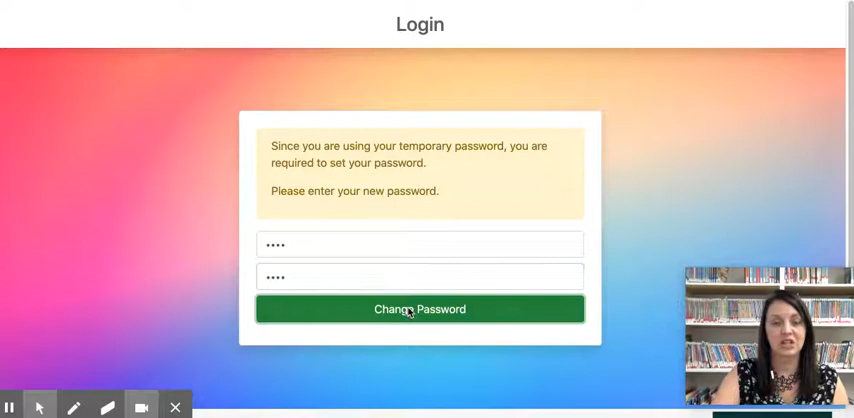 Login
Since you are using your temporary password, you are
required to set your password.
Please enter your new password.
••••
••••
Change Password